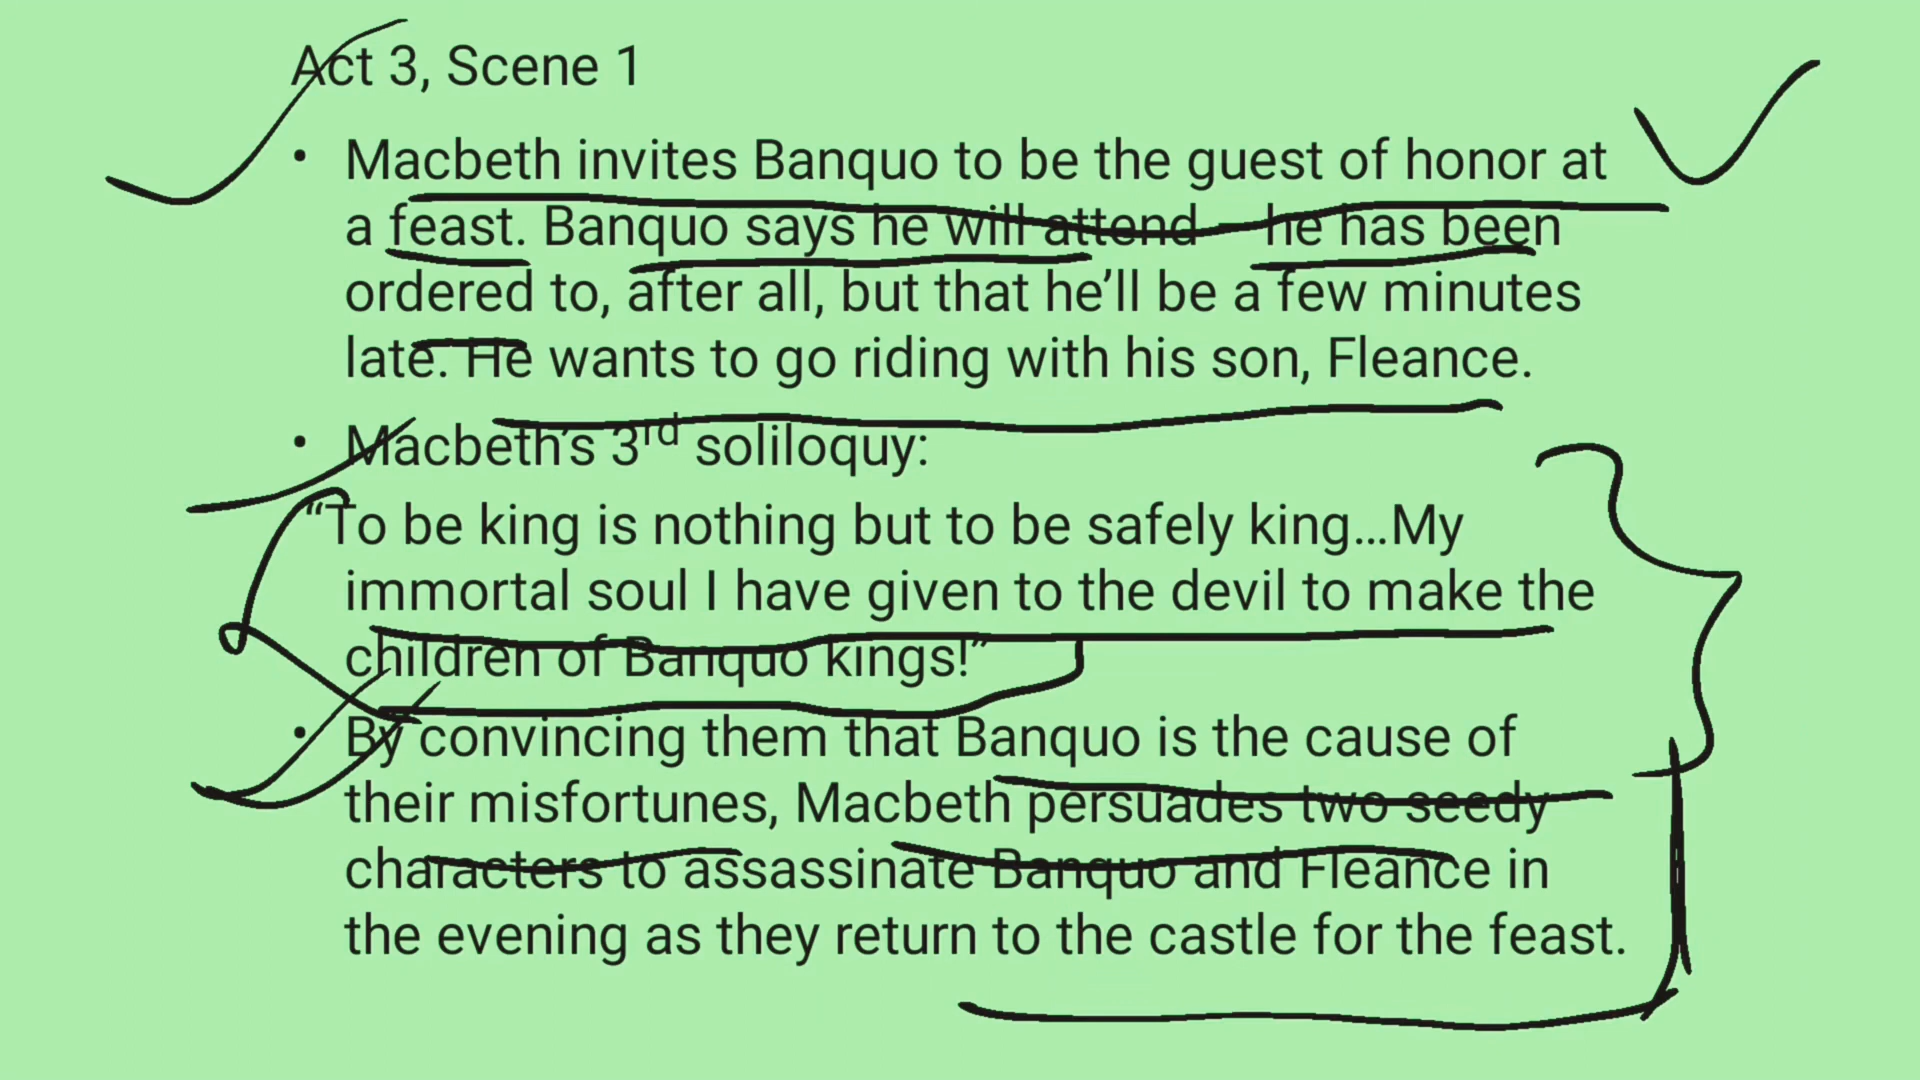 Act 3, Scene 1
• Macbeth invites Banquo to be the guest of honor at
a feast. Banquo says he will attend – he has been
ordered to, after all, but that he’ll be a few minutes
late. He wants to go riding with his son, Fleance.
• Macbeth’s 3rd soliloquy:
“To be king is nothing but to be safely king…My
immortal soul I have given to the devil to make the
children of Banquo kings!”
• By convincing them that Banquo is the cause of
their misfortunes, Macbeth persuades two seedy
characters to assassinate Banquo and Fleance in
the evening as they return to the castle for the feast.